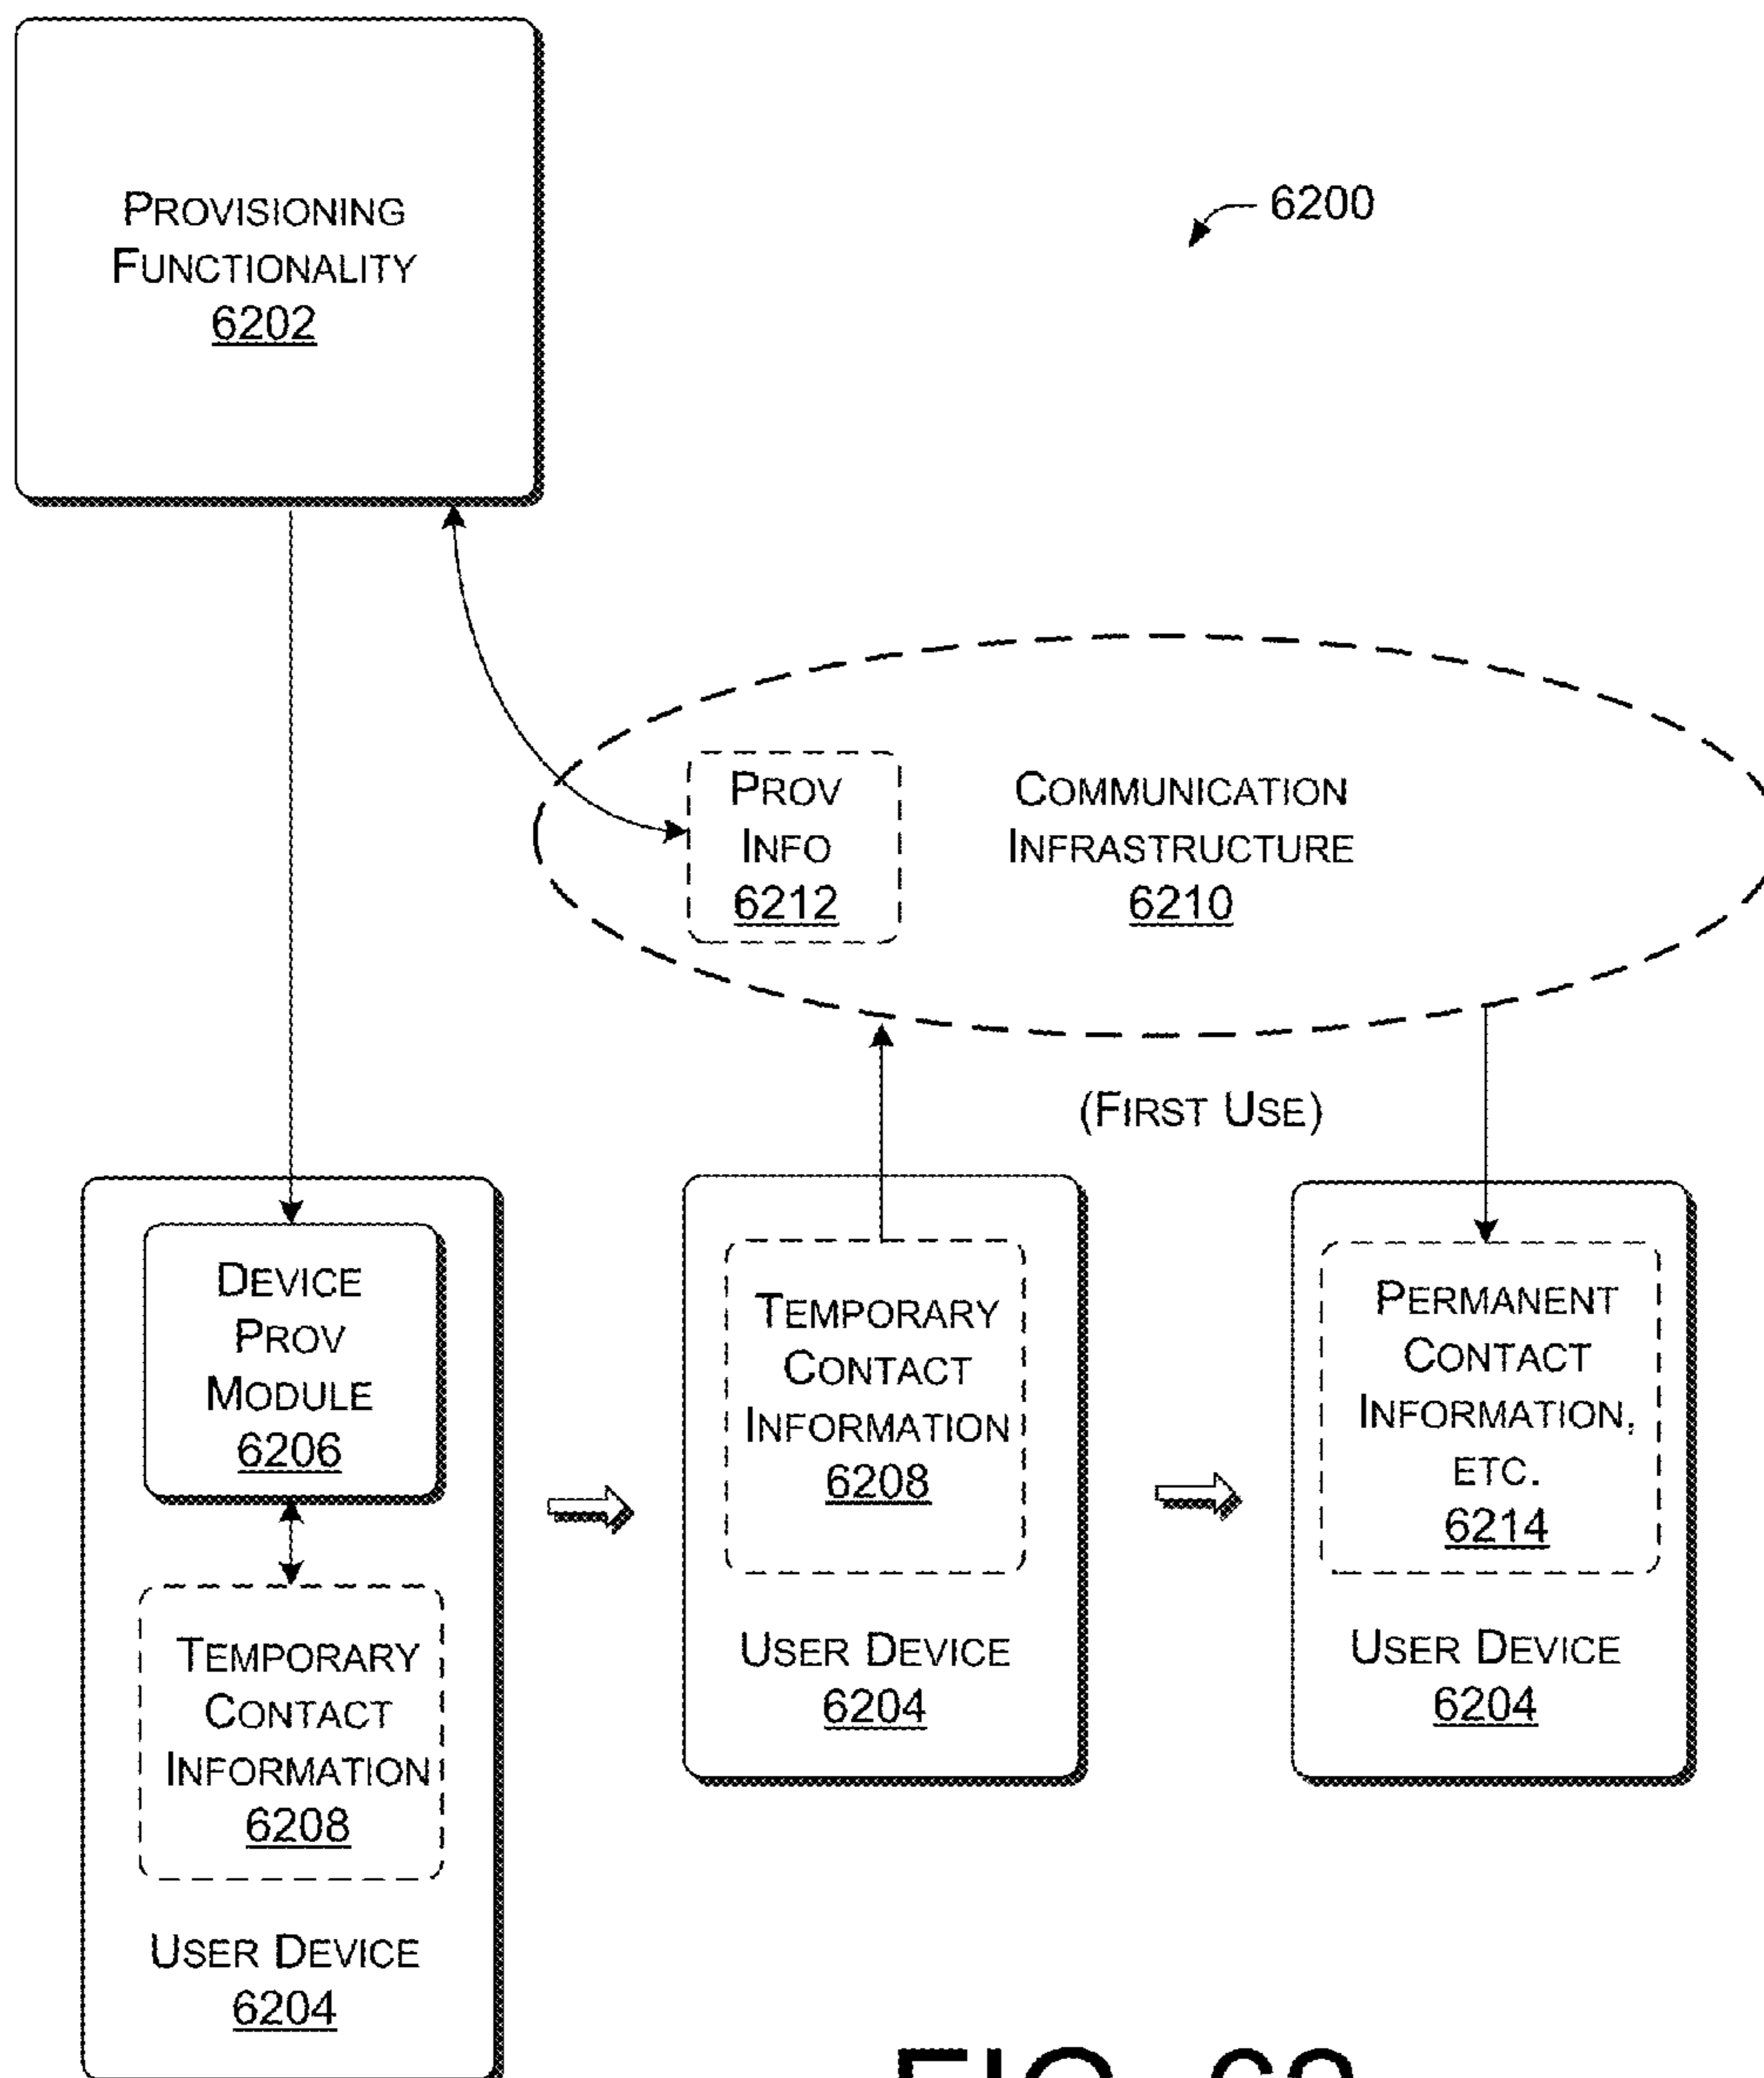 PROVISIONING
FUNCTIONALITY
6202
6200
PROV
INFO
6212
COMMUNICATION
INFRASTRUCTURE
6210
(FIRST USE)
DEVICE
PROV
MODULE
6206
TEMPORARY
CONTACT
INFORMATION
6208
USER DEVICE
6204
TEMPORARY
CONTACT
INFORMATION
6208
USER DEVICE
6204
PERMANENT
CONTACT
INFORMATION,
ETC.
6214
USER DEVICE
6204
FIG. 62